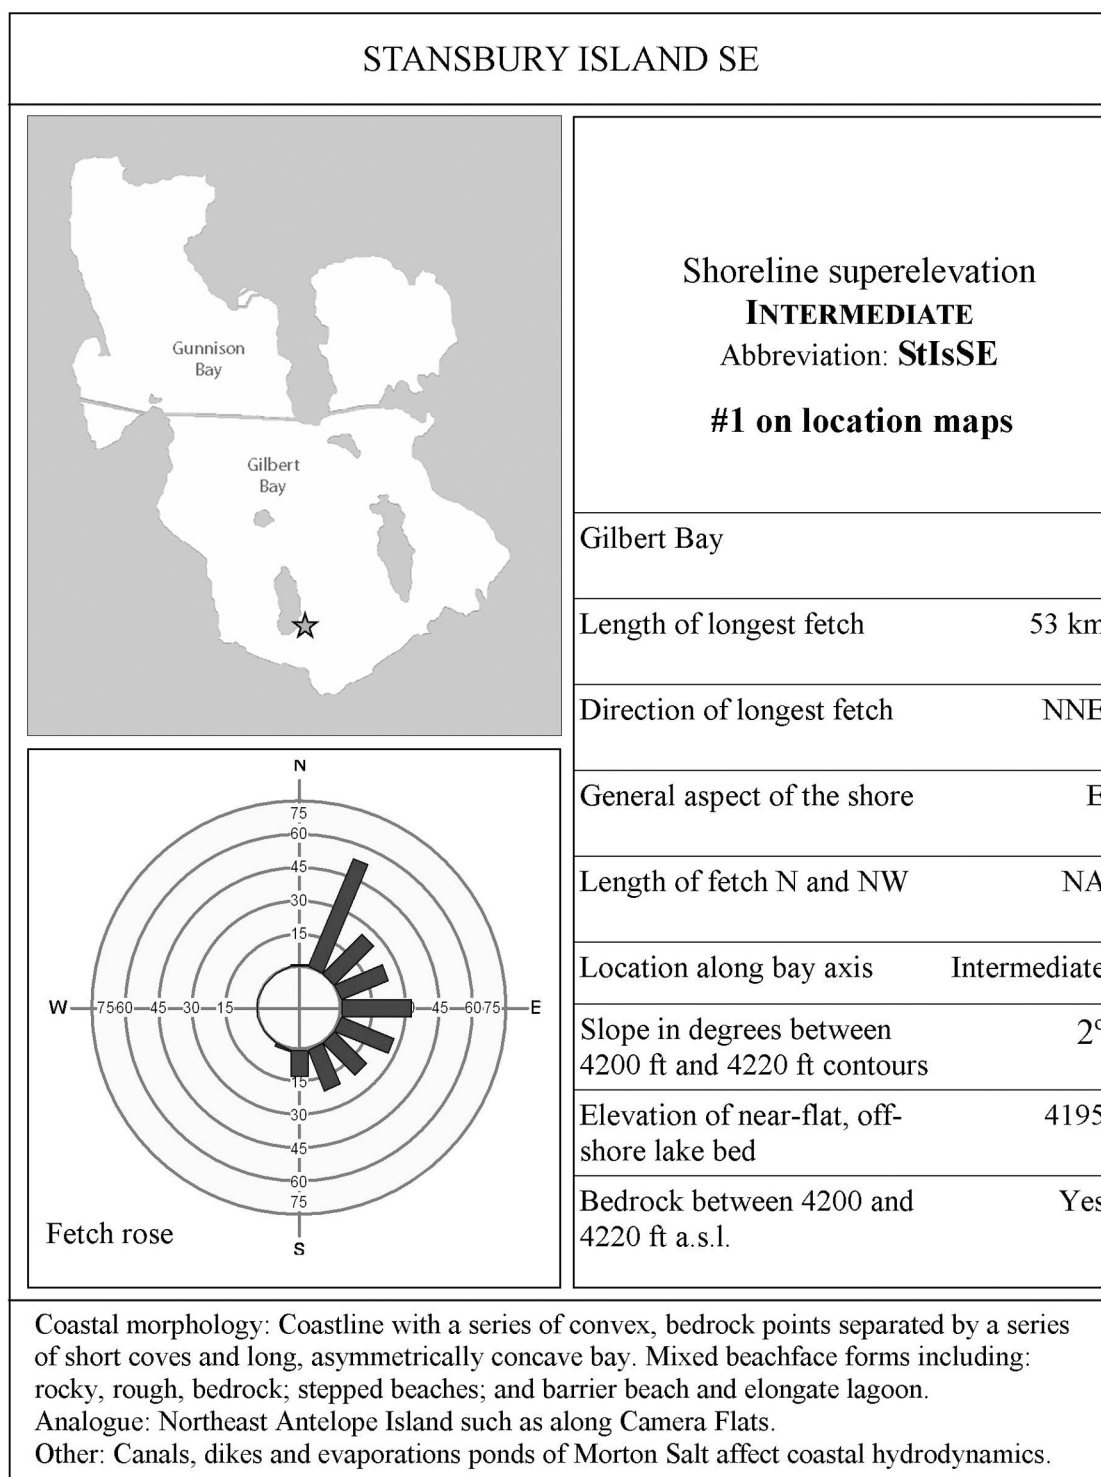 STANSBURY ISLAND SE
Gunnison
Bay
Gilbert
Bay
Shoreline superelevation
INTERMEDIATE
Abbreviation: StIsSE
#1 on location maps
Gilbert Bay
Length of longest fetch 53 km
Direction of longest fetch NNE
General aspect of the shore E
Length of fetch N and NW NA
Location along bay axis Intermediate
Slope in degrees between 2°
4200 ft and 4220 ft contours
Elevation of near-flat, off- 4195
shore lake bed
Bedrock between 4200 and Yes
4220 ft a.s.l.
N
75
60
45
30
15
W 75 60 45 30 15 45 60 75 E
15
30
45
60
75
S
Fetch rose
Coastal morphology: Coastline with a series of convex, bedrock points separated by a series
of short coves and long, asymmetrically concave bay. Mixed beachface forms including:
rocky, rough, bedrock; stepped beaches; and barrier beach and elongate lagoon.
Analogue: Northeast Antelope Island such as along Camera Flats.
Other: Canals, dikes and evaporations ponds of Morton Salt affect coastal hydrodynamics.